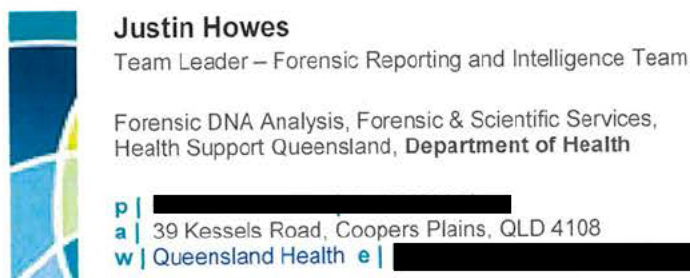 Justin Howes
Team Leader – Forensic Reporting and Intelligence Team
Forensic DNA Analysis, Forensic & Scientific Services,
Health Support Queensland, Department of Health
p |
a | 39 Kessels Road, Coopers Plains, QLD 4108
w | Queensland Health e |